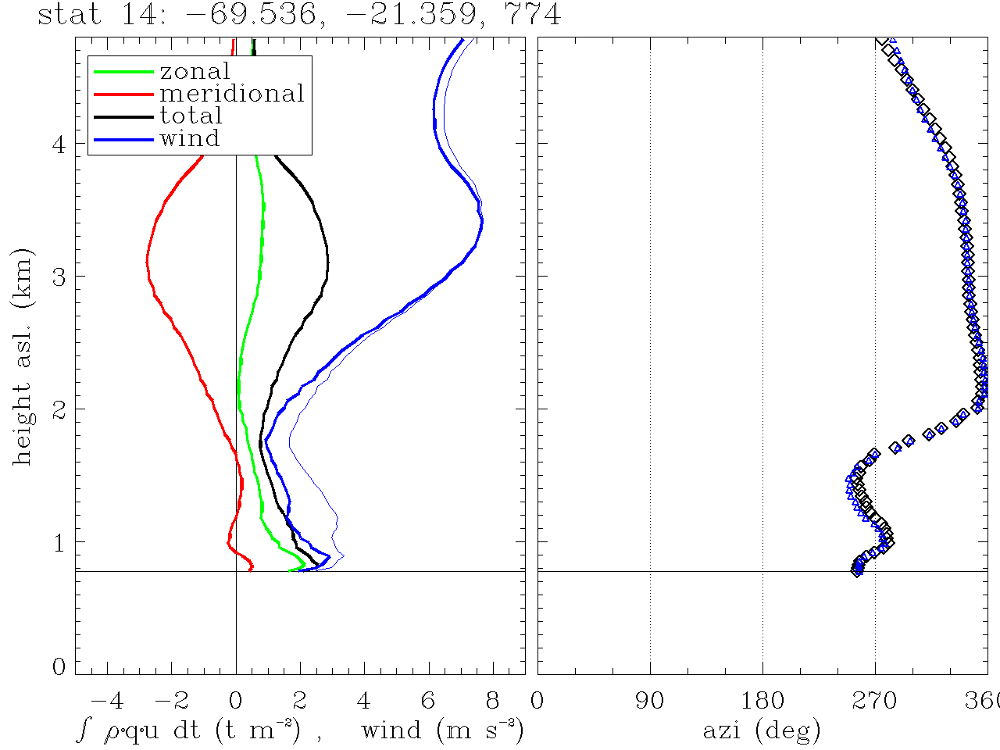 stat 14: −69.536, −21.359, 774
zonal
meridional
total
wind
height asl. (km)
4
3
2
1
0
−4 −2 0 2 4 6 8
0 90 180 270 360
∫ ρ•q•u dt (t m⁻²) , wind (m s⁻²)
azi (deg)